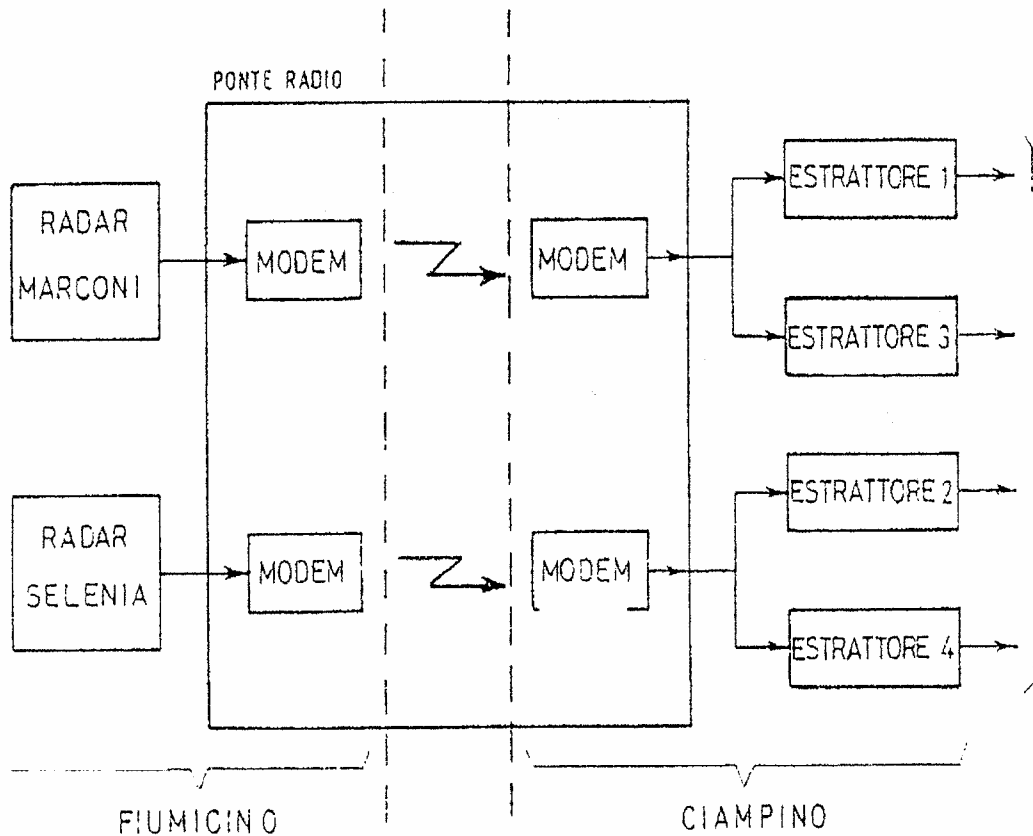 PONTE RADIO
RADAR
MARCONI
MODEM
MODEM
ESTRATTORE 1
ESTRATTORE 3
RADAR
SELENIA
MODEM
MODEM
ESTRATTORE 2
ESTRATTORE 4
FIUMICINO
CIAMPINO